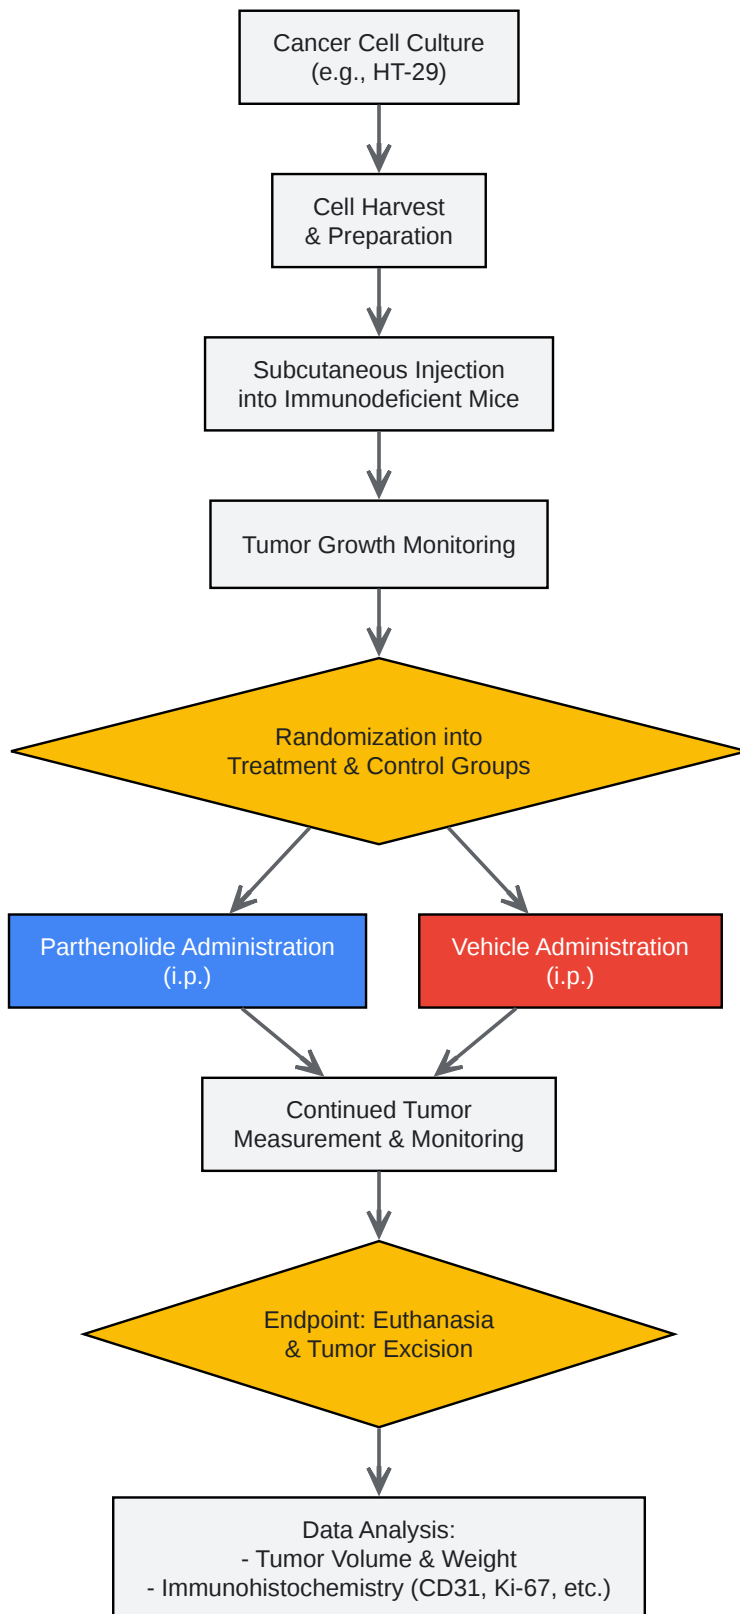 Cancer Cell Culture
(e.g., HT-29)
Cell Harvest
& Preparation
Subcutaneous Injection
into Immunodeficient Mice
Tumor Growth Monitoring
Randomization into
Treatment & Control Groups
Parthenolide Administration
(i.p.)
Vehicle Administration
(i.p.)
Continued Tumor
Measurement & Monitoring
Endpoint: Euthanasia
& Tumor Excision
Data Analysis:
- Tumor Volume & Weight
- Immunohistochemistry (CD31, Ki-67, etc.)